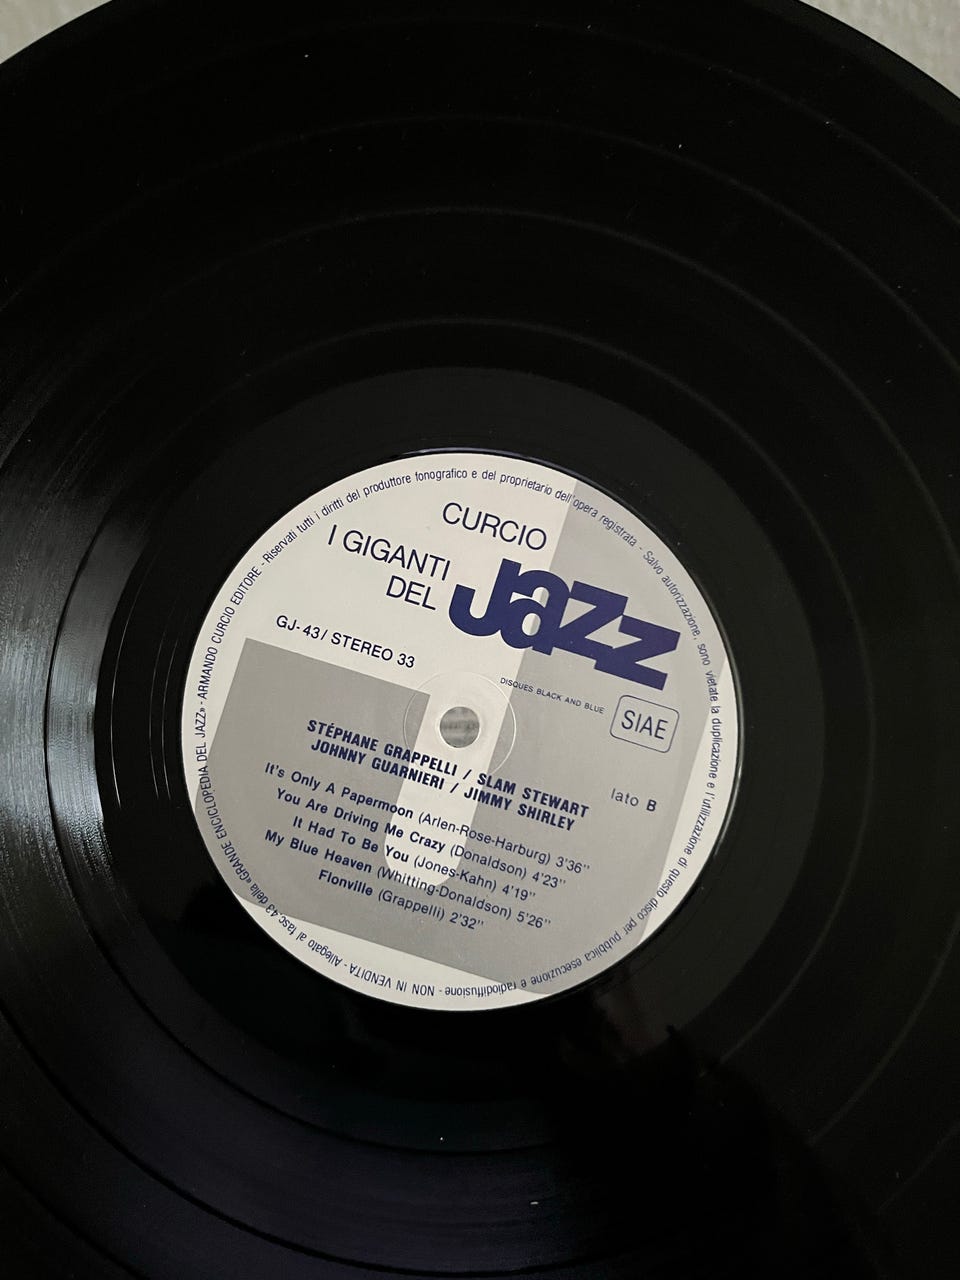 CURCIO
I GIGANTI
DEL
Jazz
GJ-43/ STEREO 33
DISQUES BLACK AND BLUE
SIAE
lato B
STÉPHANE GRAPPELLI / SLAM STEWART
JOHNNY GUARNIERI / JIMMY SHIRLEY
It's Only A Papermoon (Arlen-Rose-Harburg) 3'36''
You Are Driving Me Crazy (Donaldson) 4'23''
It Had To Be You (Jones-Kahn) 4'19''
My Blue Heaven (Whitting-Donaldson) 5'26''
Flonville (Grappelli) 2'32''
NON IN VENDITA - Allegato al fasc. 43 della «GRANDE ENCICLOPEDIA DEL JAZZ» - ARMANDO CURCIO EDITORE - Riservati tutti i diritti del produttore fonografico e del proprietario dell'opera registrata - Salvo autorizzazione, sono vietate la duplicazione e l'utilizzazione di questo disco per pubblica esecuzione e radiodiffusione -